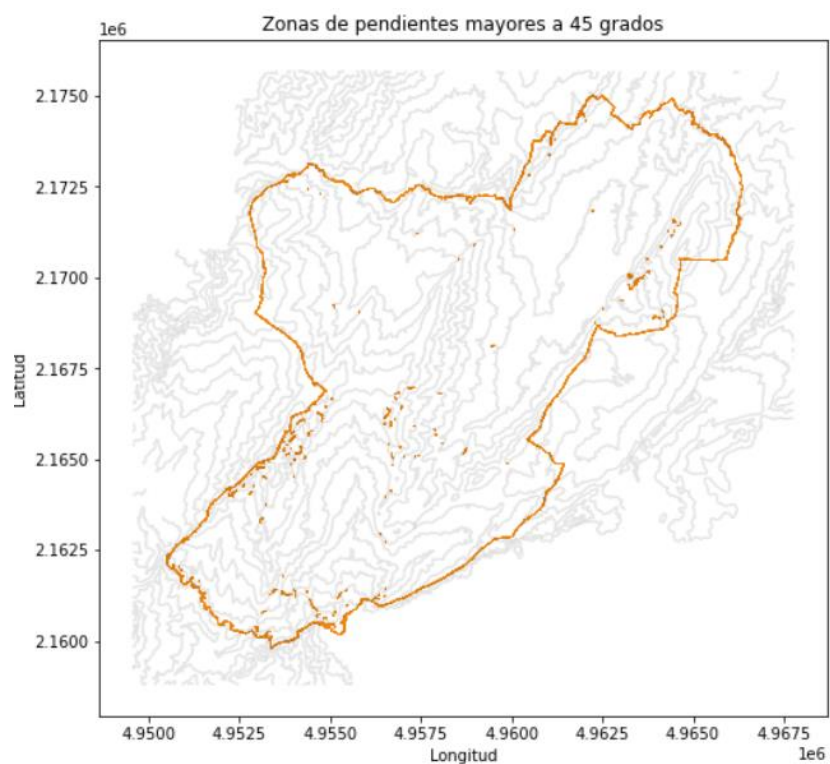 Zonas de pendientes mayores a 45 grados
1e6
2.1750
2.1725
2.1700
2.1675
2.1650
2.1625
2.1600
Latitud
4.9500 4.9525 4.9550 4.9575 4.9600 4.9625 4.9650 4.9675
Longitud
1e6